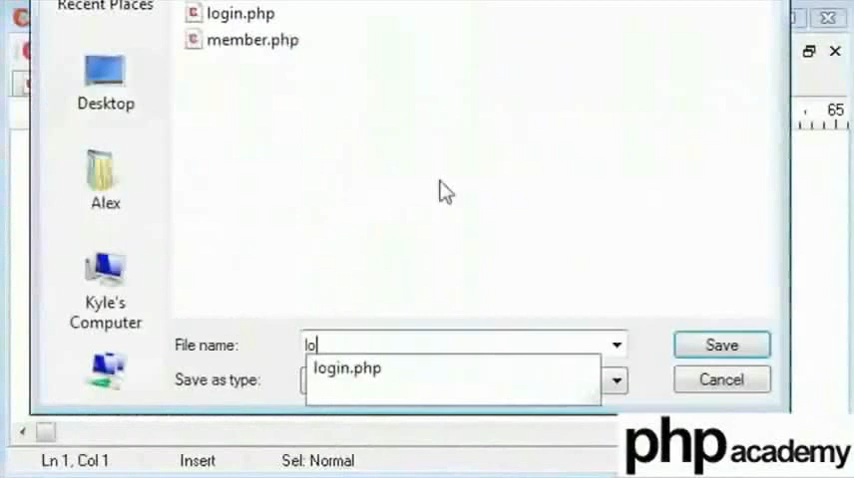 Recent Places
login.php
member.php
65
Desktop
Alex
Kyle's
Computer
File name:
lo
Save
login.php
Save as type:
Cancel
Ln 1, Col 1
Insert
Sel: Normal
php academy